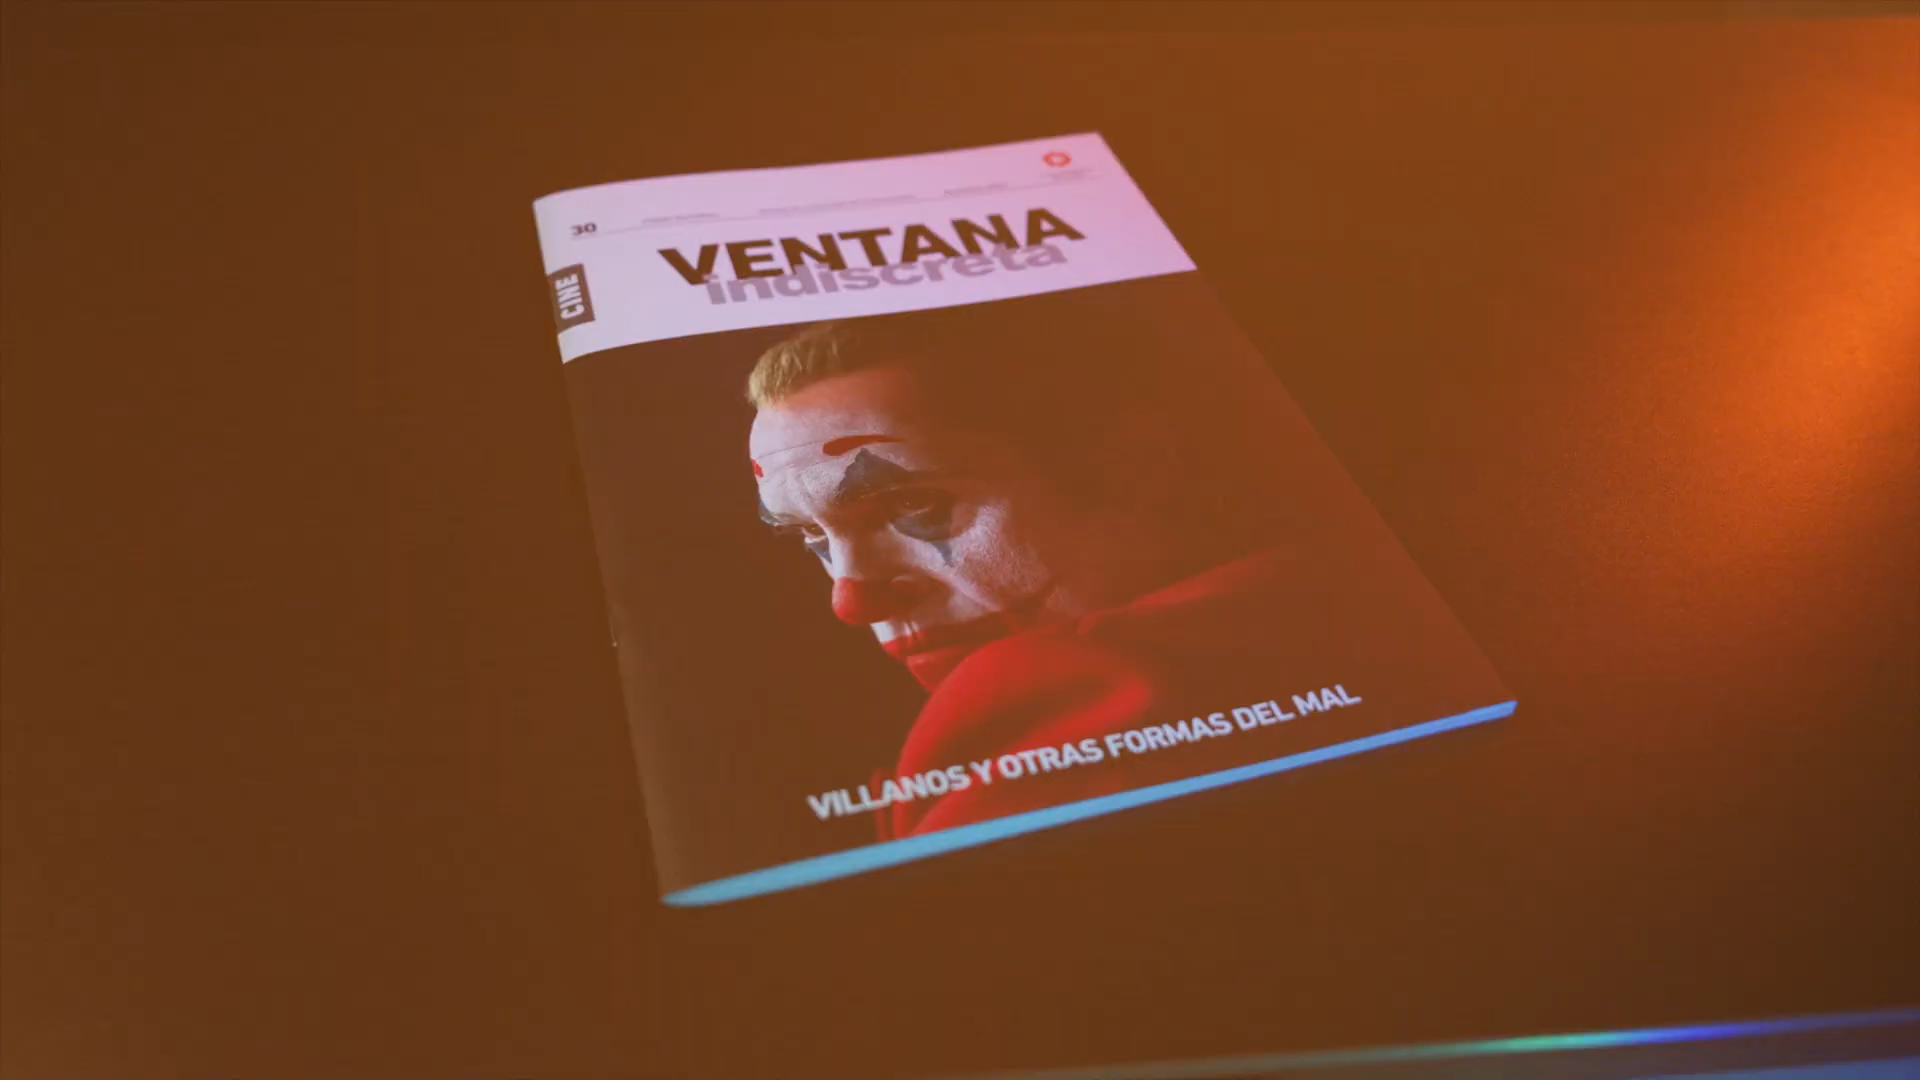 30
VENTANA
indiscreta
CINE
VILLANOS Y OTRAS FORMAS DEL MAL